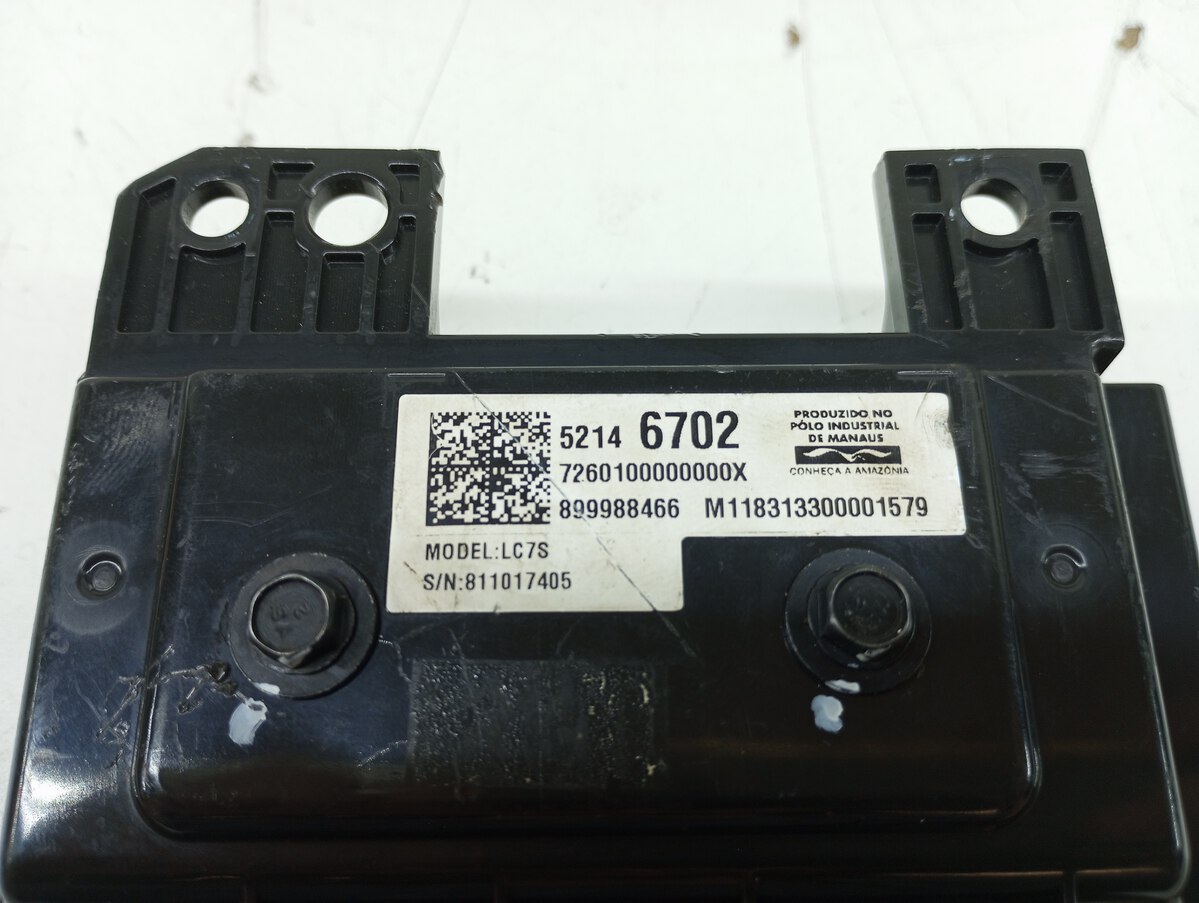 5214 6702
7260100000000X
899988466 M118313300001579
MODEL:LC7S
S/N:811017405
PRODUZIDO NO
PÓLO INDUSTRIAL
DE MANAUS
CONHEÇA A AMAZÔNIA